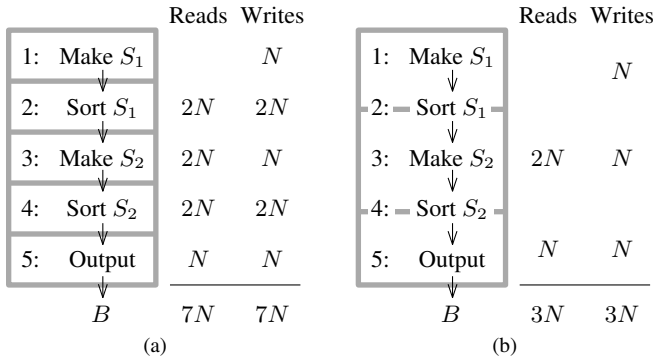 Reads Writes Reads Writes
1: Make S₁ N 1: Make S₁ N
2: Sort S₁ 2N 2N 2: Sort S₁
3: Make S₂ 2N N 3: Make S₂ 2N N
4: Sort S₂ 2N 2N 4: Sort S₂
5: Output N N 5: Output N N
B 7N 7N B 3N 3N
(a) (b)